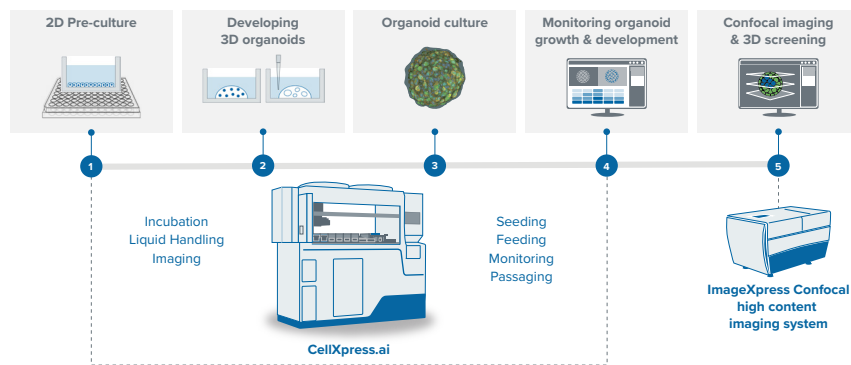 2D Pre-culture
Developing
3D organoids
Organoid culture
Monitoring organoid
growth & development
Confocal imaging
& 3D screening
1
2
3
4
5
Incubation
Liquid Handling
Imaging
Seeding
Feeding
Monitoring
Passaging
CellXpress.ai
ImageXpress Confocal
high content
imaging system